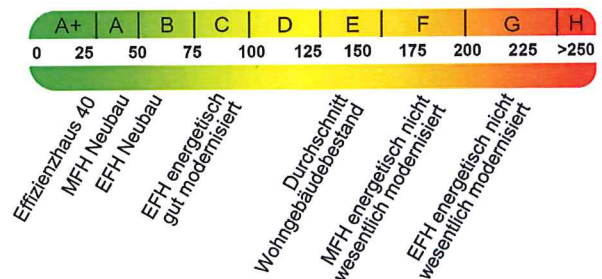 A+ A B C D E F G H
0 25 50 75 100 125 150 175 200 225 >250
Effizienzhaus 40
MFH Neubau
EFH Neubau
EFH energetisch
gut modernisiert
Durchschnitt
Wohngebäudebestand
MFH energetisch nicht
wesentlich modernisiert
EFH energetisch nicht
wesentlich modernisiert